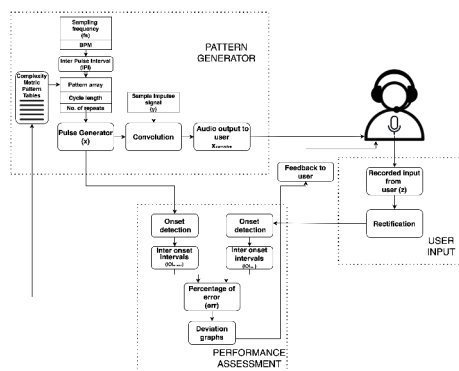 Sampling
frequency (fs)
BPM
Inter Pulse Interval
(IPI)
PATTERN
GENERATOR
Complexity
Metric
Pattern
Tables
Pattern array
Cycle length
No. of repeats
Sample Impulse
signal
(y)
Pulse Generator
(x)
Convolution
Audio output to
user
Feedback to
user
Recorded input
from
user (z)
Rectification
USER
INPUT
Onset
detection
Onset
detection
Inter onset
intervals
Inter onset
intervals
Percentage of
error
(err)
Deviation
graphs
PERFORMANCE
ASSESSMENT